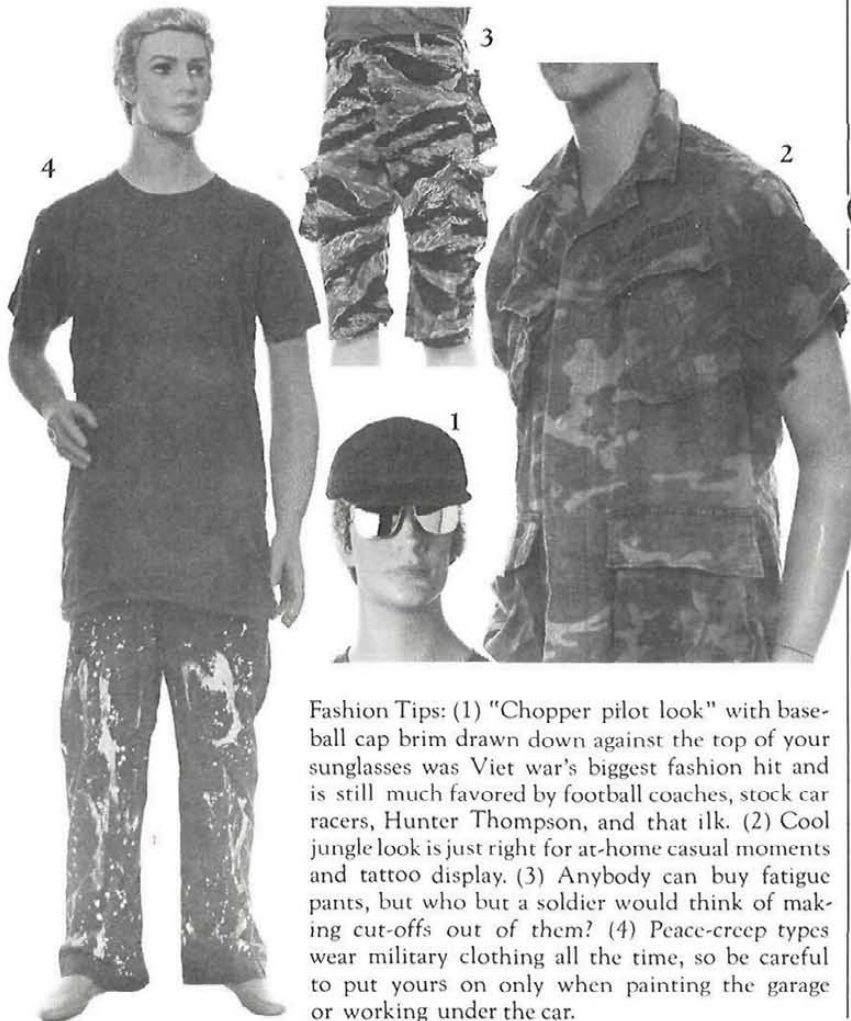 3
4
2
1
Fashion Tips: (1) "Chopper pilot look" with base-
ball cap brim drawn down against the top of your
sunglasses was Viet war's biggest fashion hit and
is still much favored by football coaches, stock car
racers, Hunter Thompson, and that ilk. (2) Cool
jungle look is just right for at-home casual moments
and tattoo display. (3) Anybody can buy fatigue
pants, but who but a soldier would think of mak-
ing cut-offs out of them? (4) Peace-creep types
wear military clothing all the time, so be careful
to put yours on only when painting the garage
or working under the car.